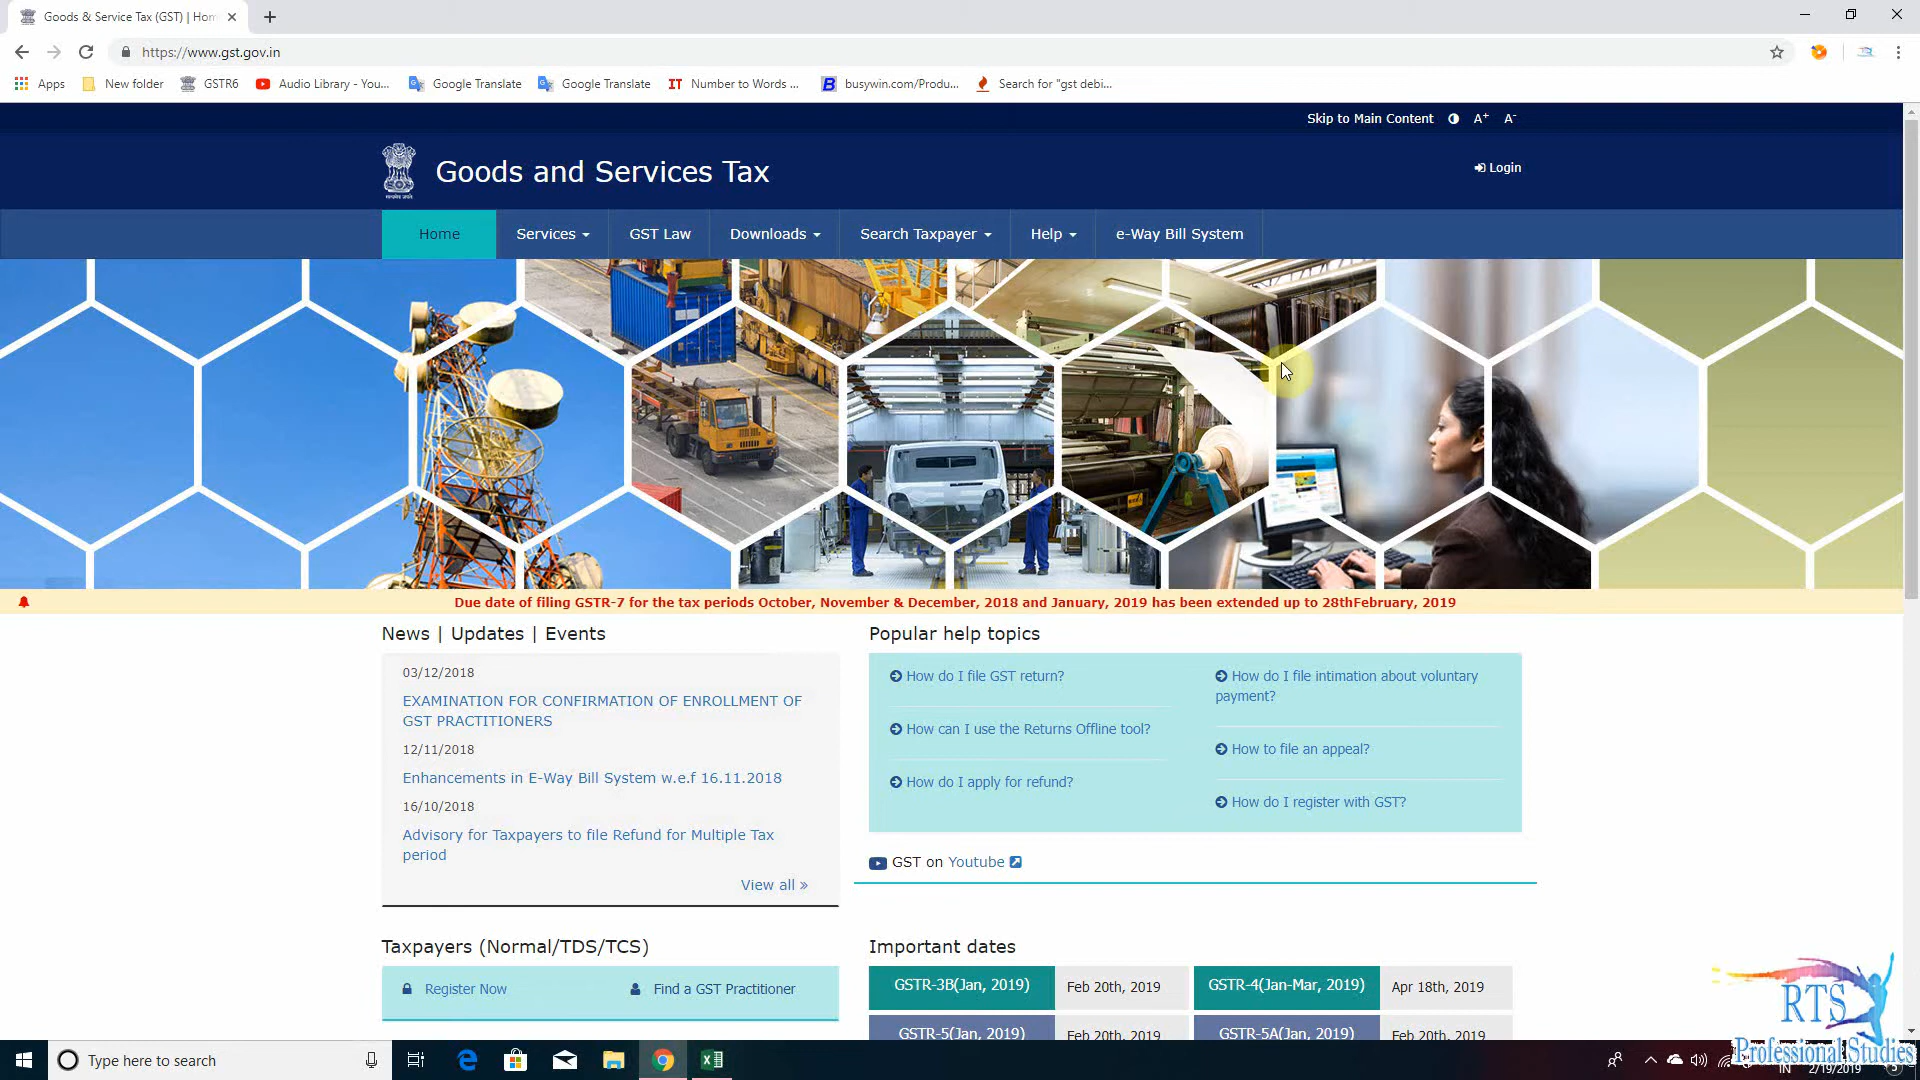 Goods & Service Tax (GST) | Hom
https://www.gst.gov.in
Apps
New folder
GSTR6
Audio Library - You...
Google Translate
Google Translate
IT Number to Words ...
B busywin.com/Produ...
Search for "gst debi...
Skip to Main Content
A+
A-
Goods and Services Tax
Login
Home
Services
GST Law
Downloads
Search Taxpayer
Help
e-Way Bill System
Due date of filing GSTR-7 for the tax periods October, November & December, 2018 and January, 2019 has been extended up to 28thFebruary, 2019
News | Updates | Events
03/12/2018
EXAMINATION FOR CONFIRMATION OF ENROLLMENT OF
GST PRACTITIONERS
12/11/2018
Enhancements in E-Way Bill System w.e.f 16.11.2018
16/10/2018
Advisory for Taxpayers to file Refund for Multiple Tax
period
View all »
Popular help topics
How do I file GST return?
How can I use the Returns Offline tool?
How do I apply for refund?
How do I file intimation about voluntary
payment?
How to file an appeal?
How do I register with GST?
GST on Youtube
Taxpayers (Normal/TDS/TCS)
Register Now
Find a GST Practitioner
Important dates
GSTR-3B(Jan, 2019)
Feb 20th, 2019
GSTR-4(Jan-Mar, 2019)
Apr 18th, 2019
GSTR-5(Jan, 2019)
Feb 20th, 2019
GSTR-5A(Jan, 2019)
Feb 20th, 2019
RTS
Professional Studies
Type here to search
IN
2/19/2019
5